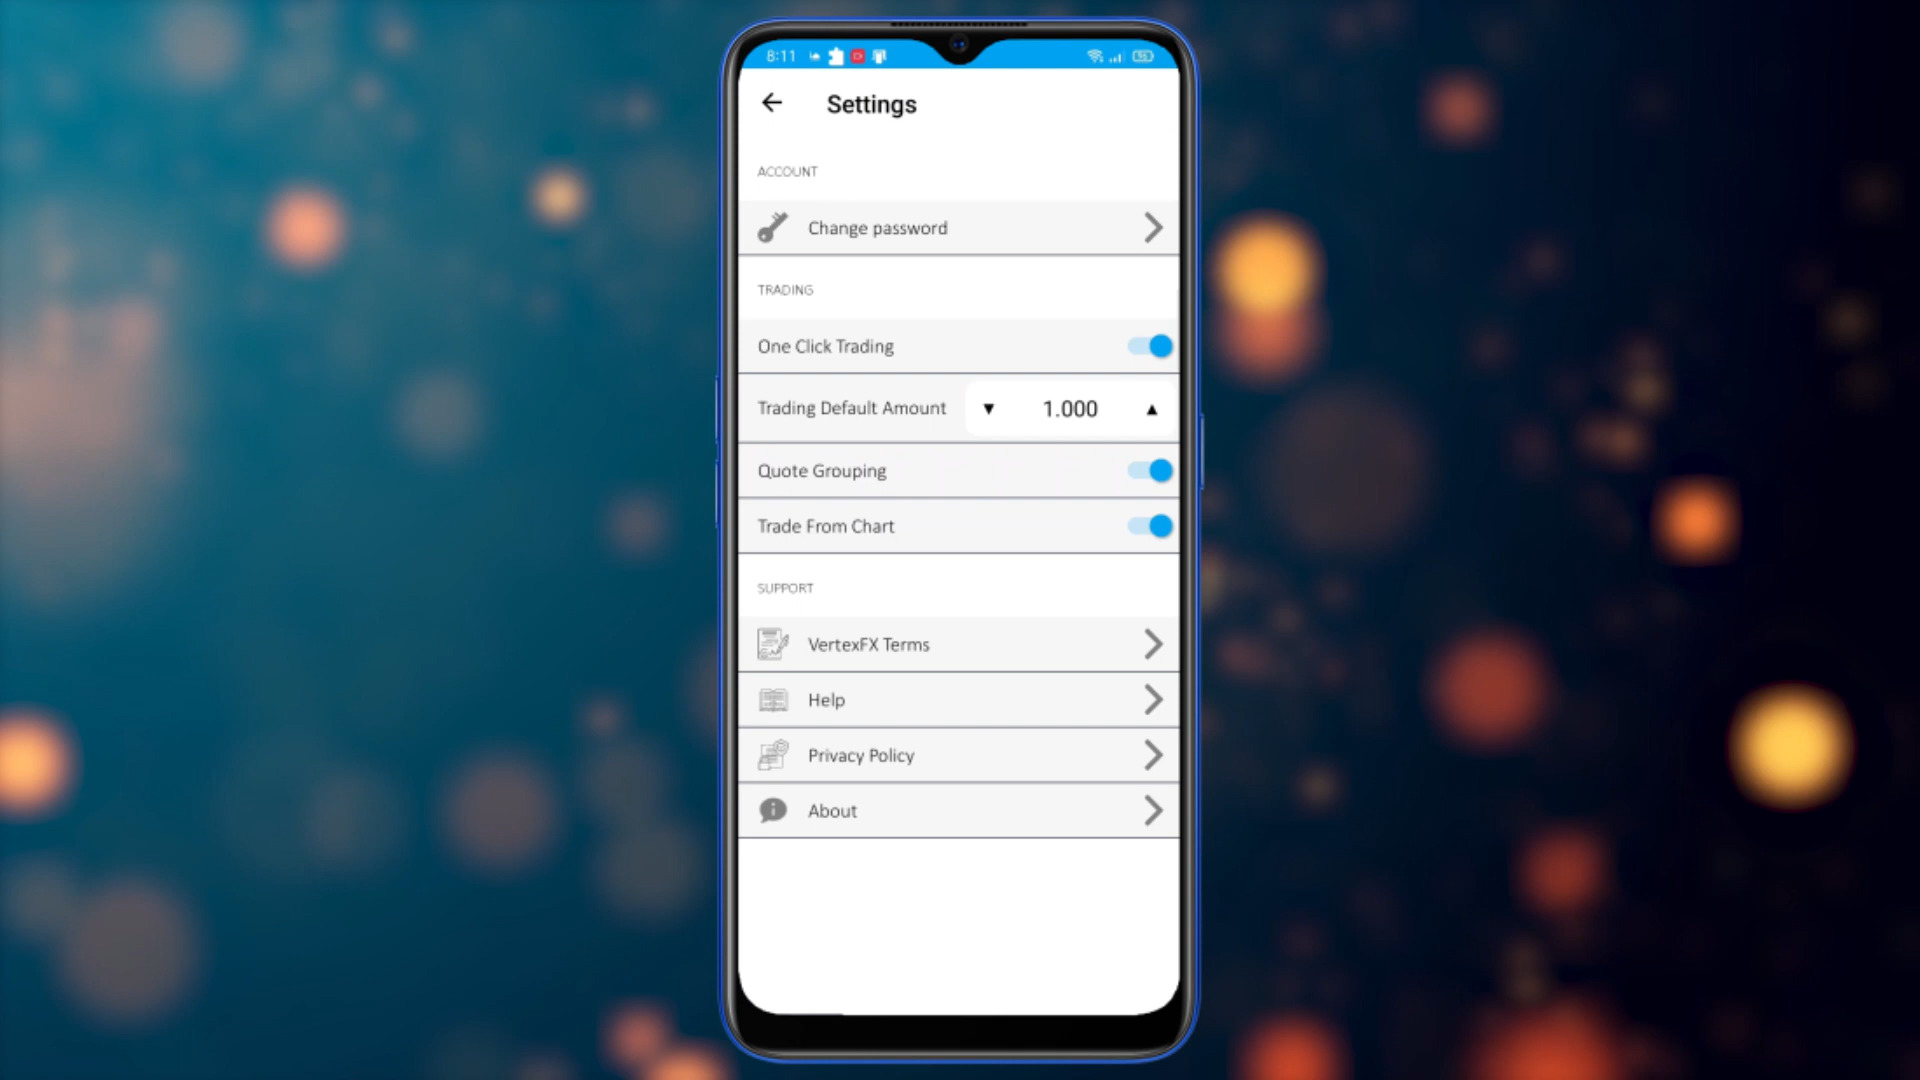 8:11
Settings
ACCOUNT
Change password
TRADING
One Click Trading
Trading Default Amount ▼ 1.000 ▲
Quote Grouping
Trade From Chart
SUPPORT
VertexFX Terms
Help
Privacy Policy
About